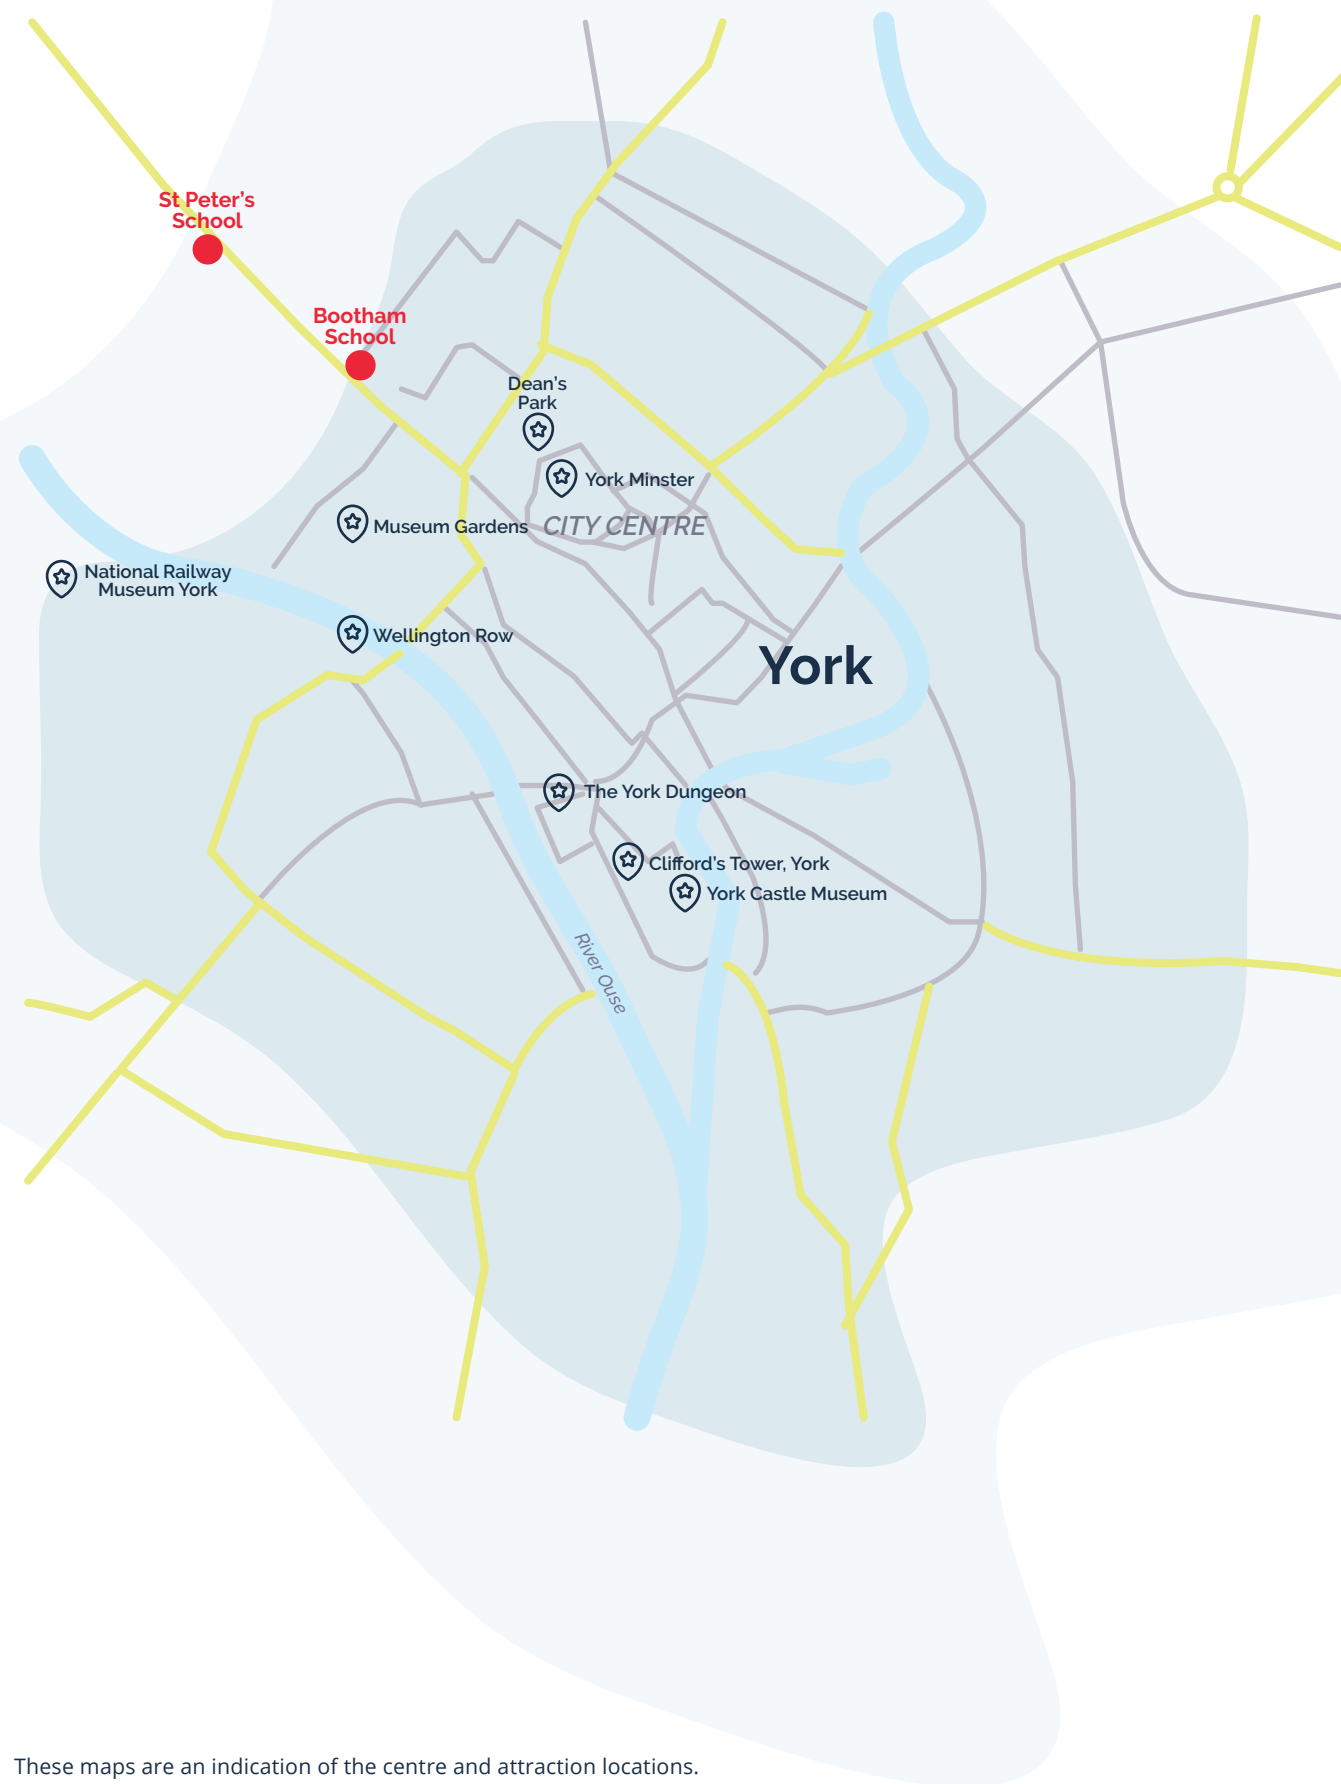 St Peter’s
School
Bootham
School
Dean’s
Park
York Minster
Museum Gardens
CITY CENTRE
National Railway
Museum York
Wellington Row
York
The York Dungeon
Clifford’s Tower, York
York Castle Museum
River Ouse
These maps are an indication of the centre and attraction locations.